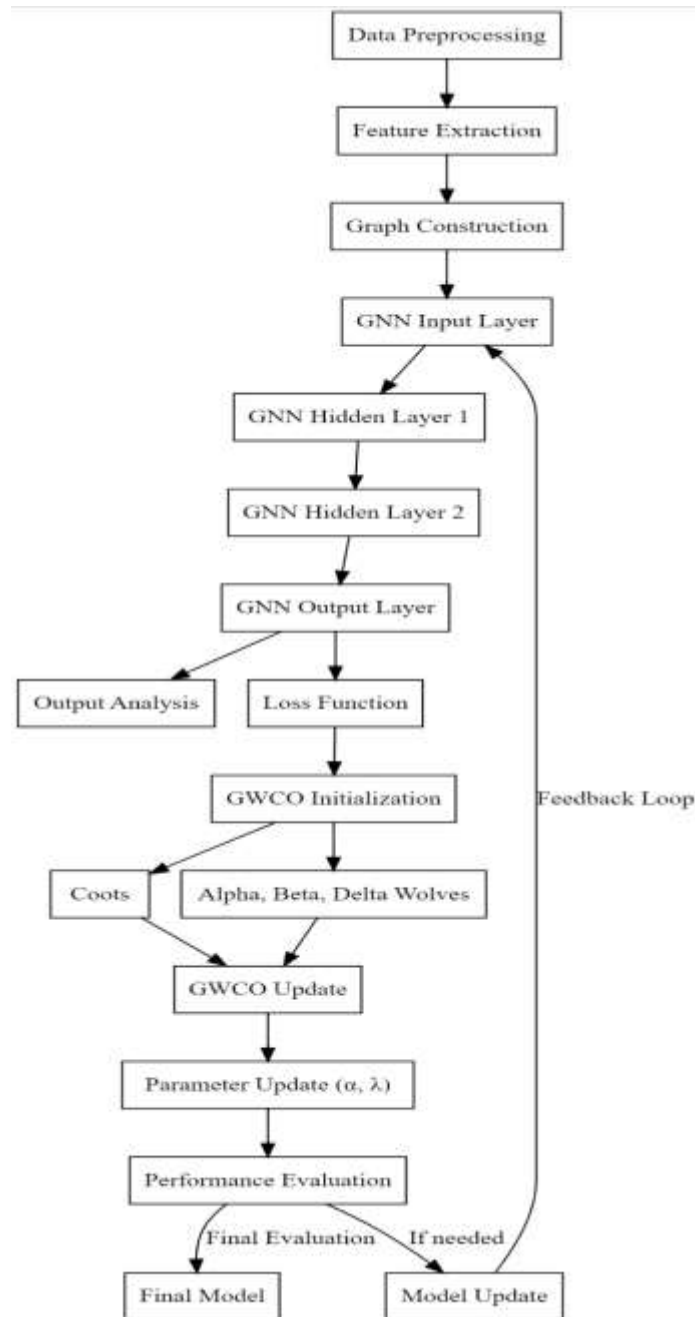 Data Preprocessing
Feature Extraction
Graph Construction
GNN Input Layer
GNN Hidden Layer 1
GNN Hidden Layer 2
GNN Output Layer
Output Analysis
Loss Function
GWCO Initialization
Feedback Loop
Coots
Alpha, Beta, Delta Wolves
GWCO Update
Parameter Update (α, λ)
Performance Evaluation
Final Evaluation
If needed
Final Model
Model Update